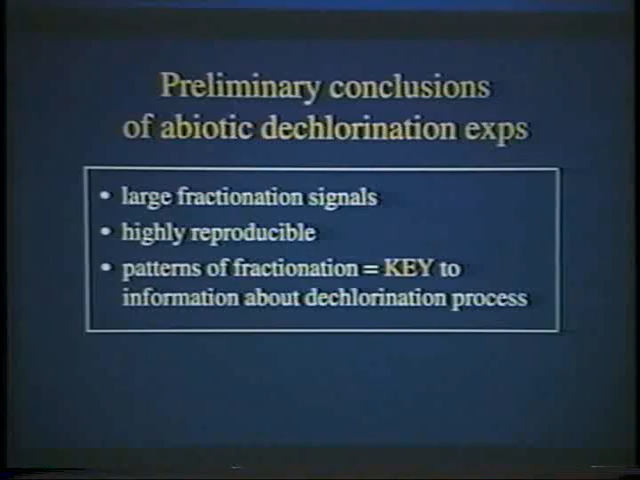 Preliminary conclusions
of abiotic dechlorination exps
• large fractionation signals
• highly reproducible
• patterns of fractionation = KEY to
information about dechlorination process